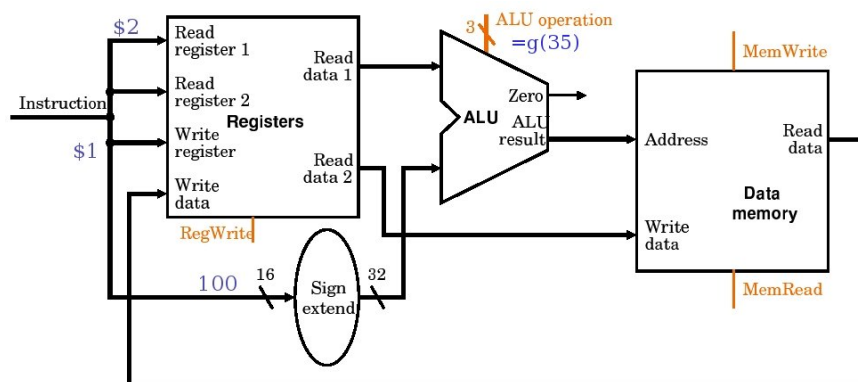 $2
Read
register 1
Read
data 1
3
ALU operation
=g(35)
MemWrite
Instruction
Read
register 2
Registers
Zero
ALU
ALU
result
$1
Write
register
Read
data 2
Address
Read
data
Write
data
Data
memory
RegWrite
Write
data
100
16
Sign
extend
32
MemRead